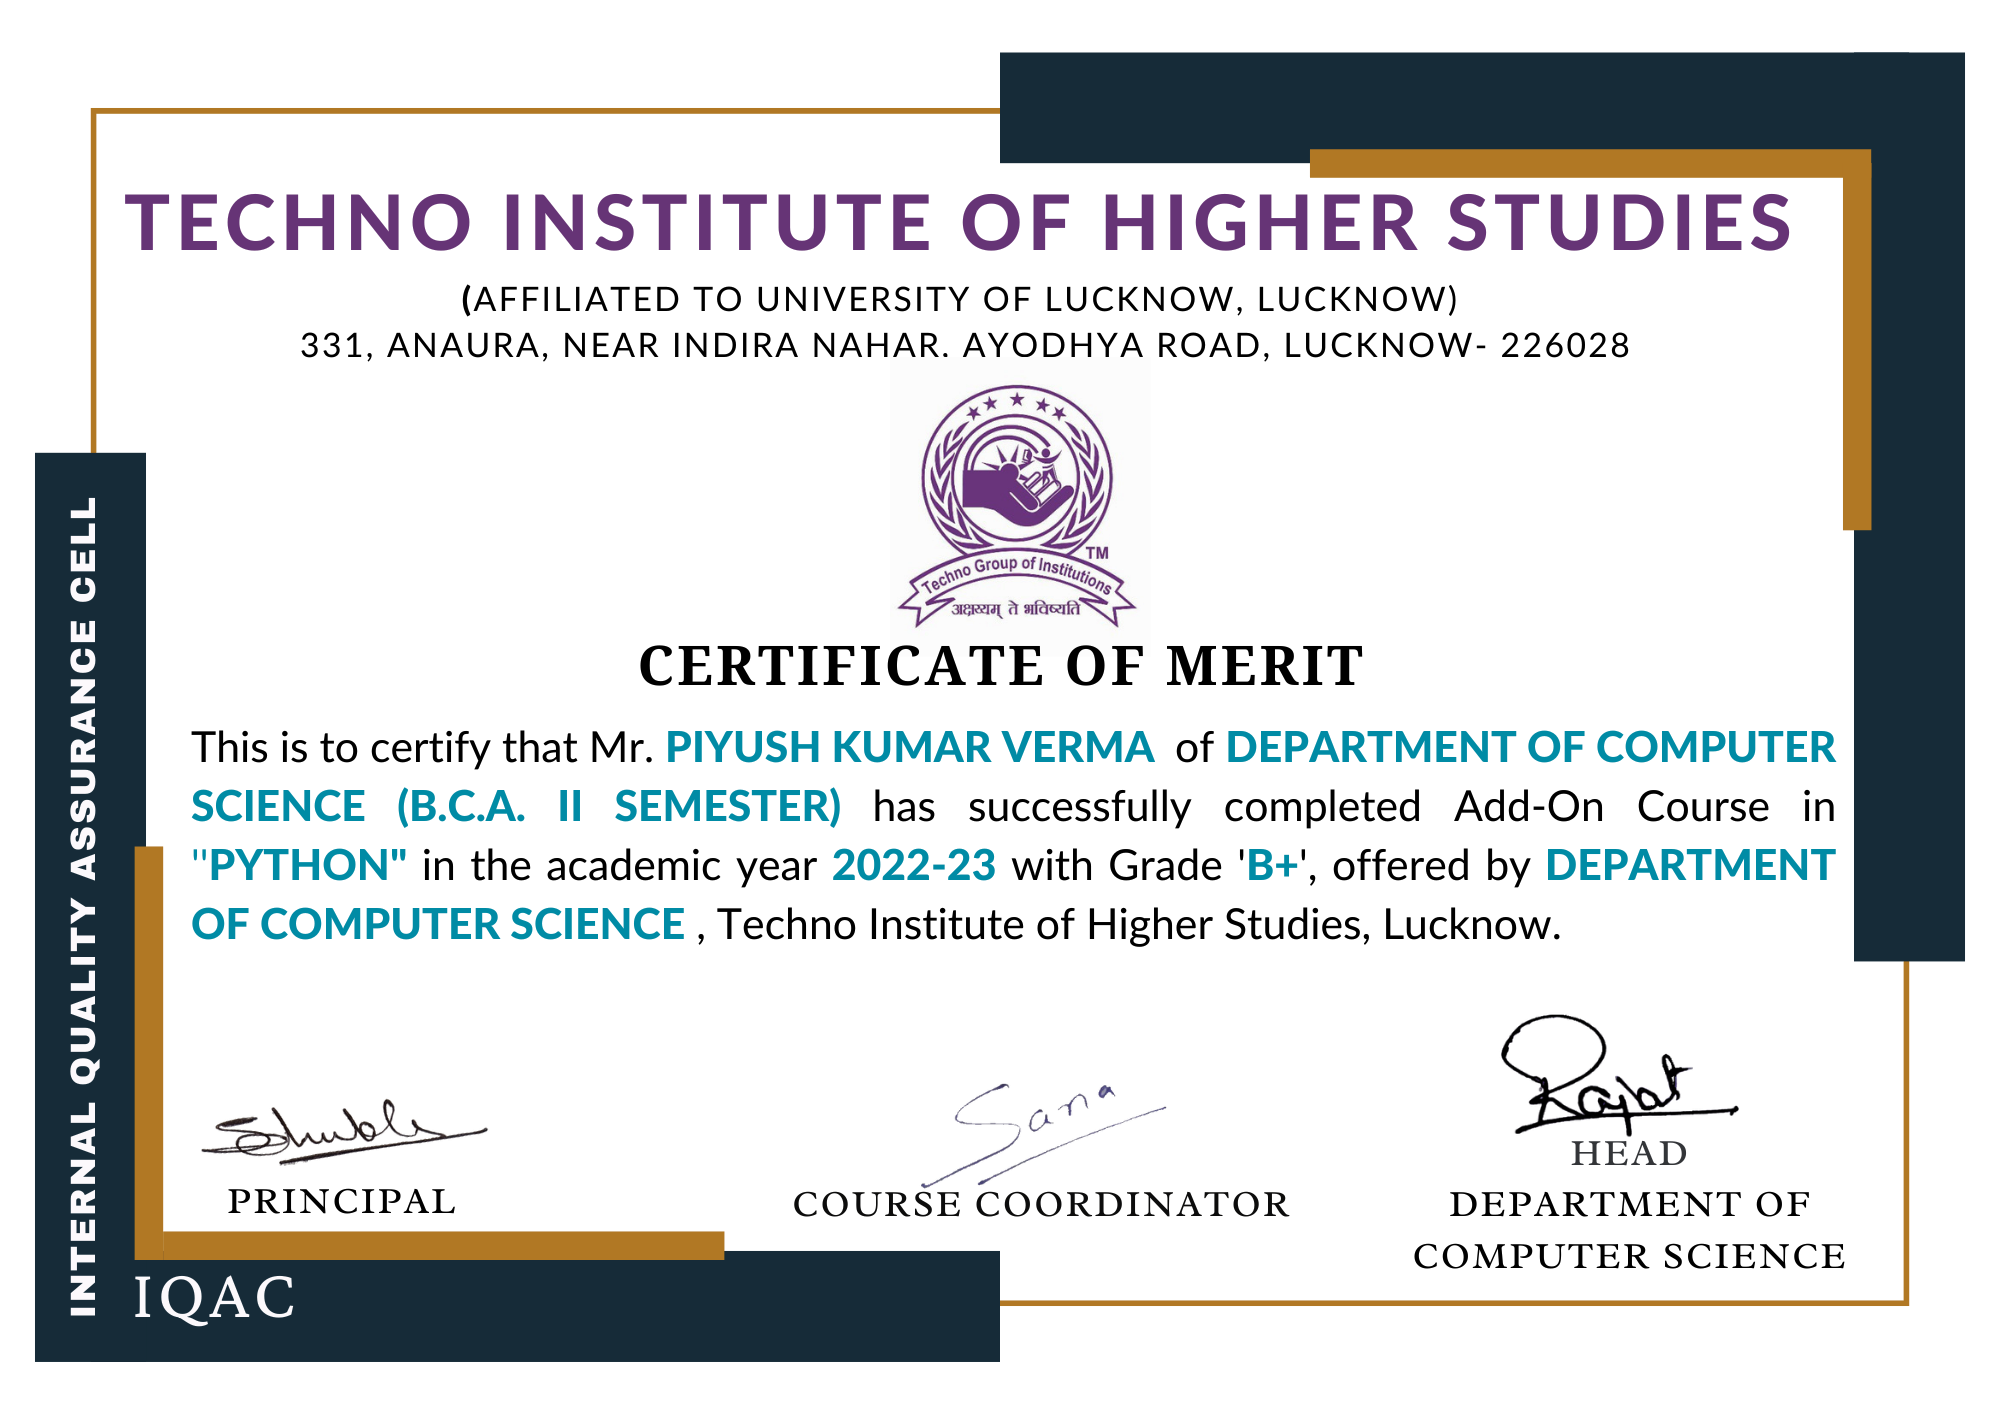 TECHNO INSTITUTE OF HIGHER STUDIES
(AFFILIATED TO UNIVERSITY OF LUCKNOW, LUCKNOW)
331, ANAURA, NEAR INDIRA NAHAR. AYODHYA ROAD, LUCKNOW- 226028
TM
Techno Group of Institutions
अक्षय्यम् ते भविष्यति
CERTIFICATE OF MERIT
This is to certify that Mr. PIYUSH KUMAR VERMA of DEPARTMENT OF COMPUTER
SCIENCE (B.C.A. II SEMESTER) has successfully completed Add-On Course in
"PYTHON" in the academic year 2022-23 with Grade 'B+', offered by DEPARTMENT
OF COMPUTER SCIENCE , Techno Institute of Higher Studies, Lucknow.
Sana
Rajat
PRINCIPAL
COURSE COORDINATOR
HEAD
DEPARTMENT OF
COMPUTER SCIENCE
INTERNAL QUALITY ASSURANCE CELL
IQAC